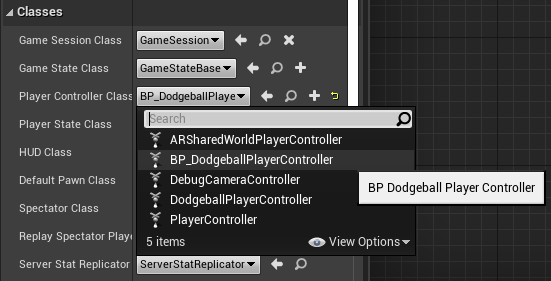 Classes
Game Session Class GameSession
Game State Class GameStateBase
Player Controller Class BP_DodgeballPlaye
Player State Class
Search
HUD Class
ARSharedWorldPlayerController
BP_DodgeballPlayerController
Default Pawn Class
DebugCameraController
BP Dodgeball Player Controller
Spectator Class
DodgeballPlayerController
PlayerController
Replay Spectator Playe
5 items View Options
Server Stat Replicator ServerStatReplicator